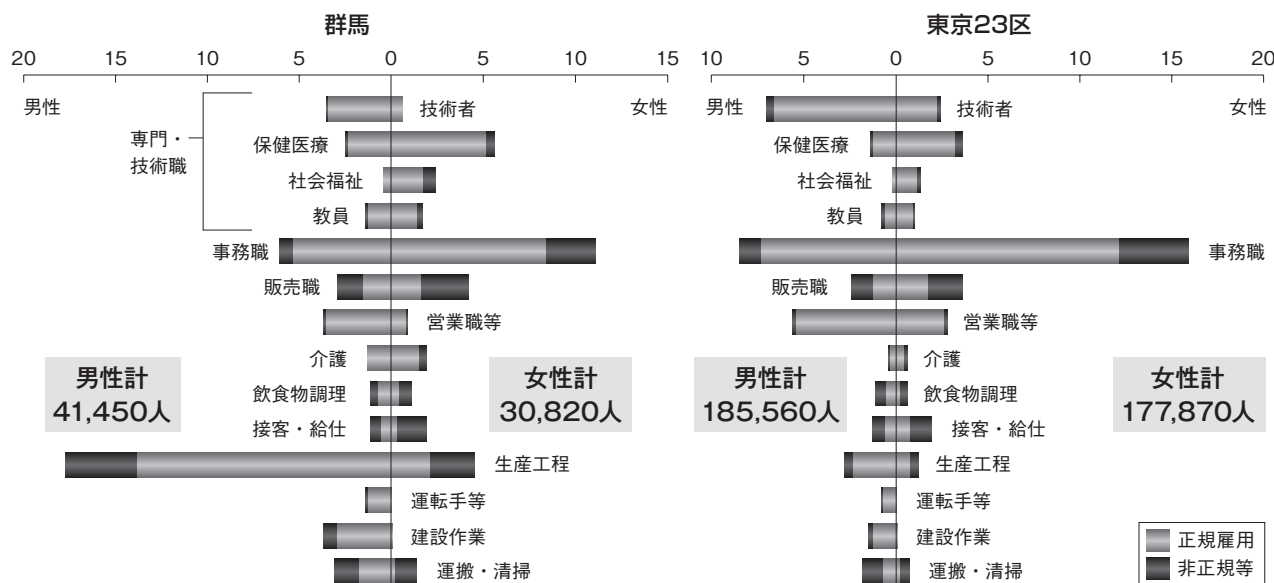 群馬
20 15 10 5 0 5 10 15
男性
女性
専門・
技術職
技術者
保健医療
社会福祉
教員
事務職
販売職
営業職等
介護
飲食物調理
接客・給仕
生産工程
運転手等
建設作業
運搬・清掃
男性計
41,450人
女性計
30,820人
東京23区
10 5 0 5 10 15 20
男性
女性
技術者
保健医療
社会福祉
教員
事務職
販売職
営業職等
介護
飲食物調理
接客・給仕
生産工程
運転手等
建設作業
運搬・清掃
男性計
185,560人
女性計
177,870人
正規雇用
非正規等